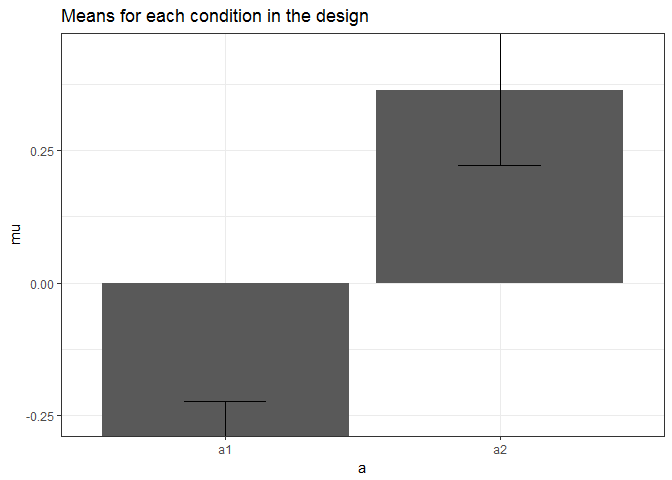 Means for each condition in the design
mu
0.25
0.00
-0.25
a1
a2
a